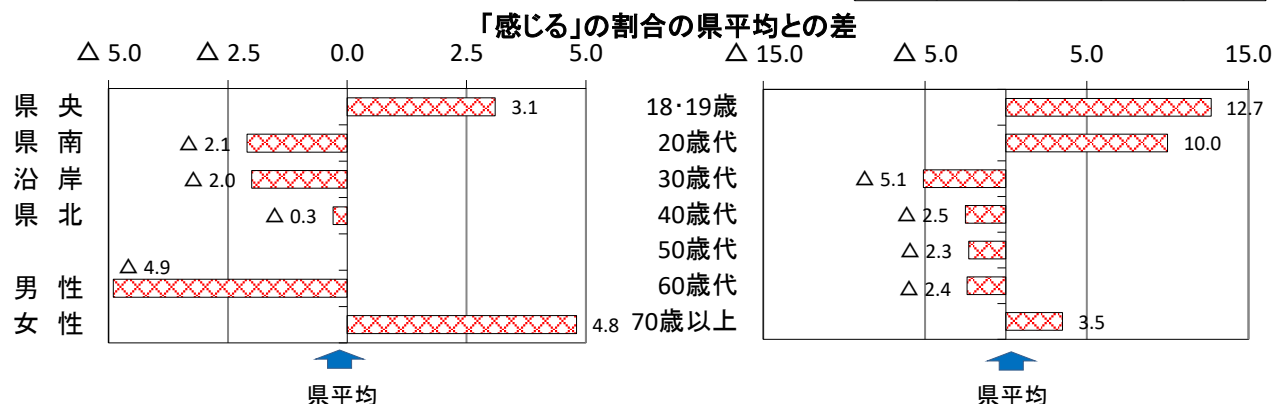 「感じる」の割合の県平均との差
△ 5.0 △ 2.5 0.0 2.5 5.0
県 央 3.1
県 南 △ 2.1
沿 岸 △ 2.0
県 北 △ 0.3
男 性 △ 4.9
女 性 4.8
県平均
△ 15.0 △ 5.0 5.0 15.0
18･19歳 12.7
20歳代 10.0
30歳代 △ 5.1
40歳代 △ 2.5
50歳代 △ 2.3
60歳代 △ 2.4
70歳以上 3.5
県平均